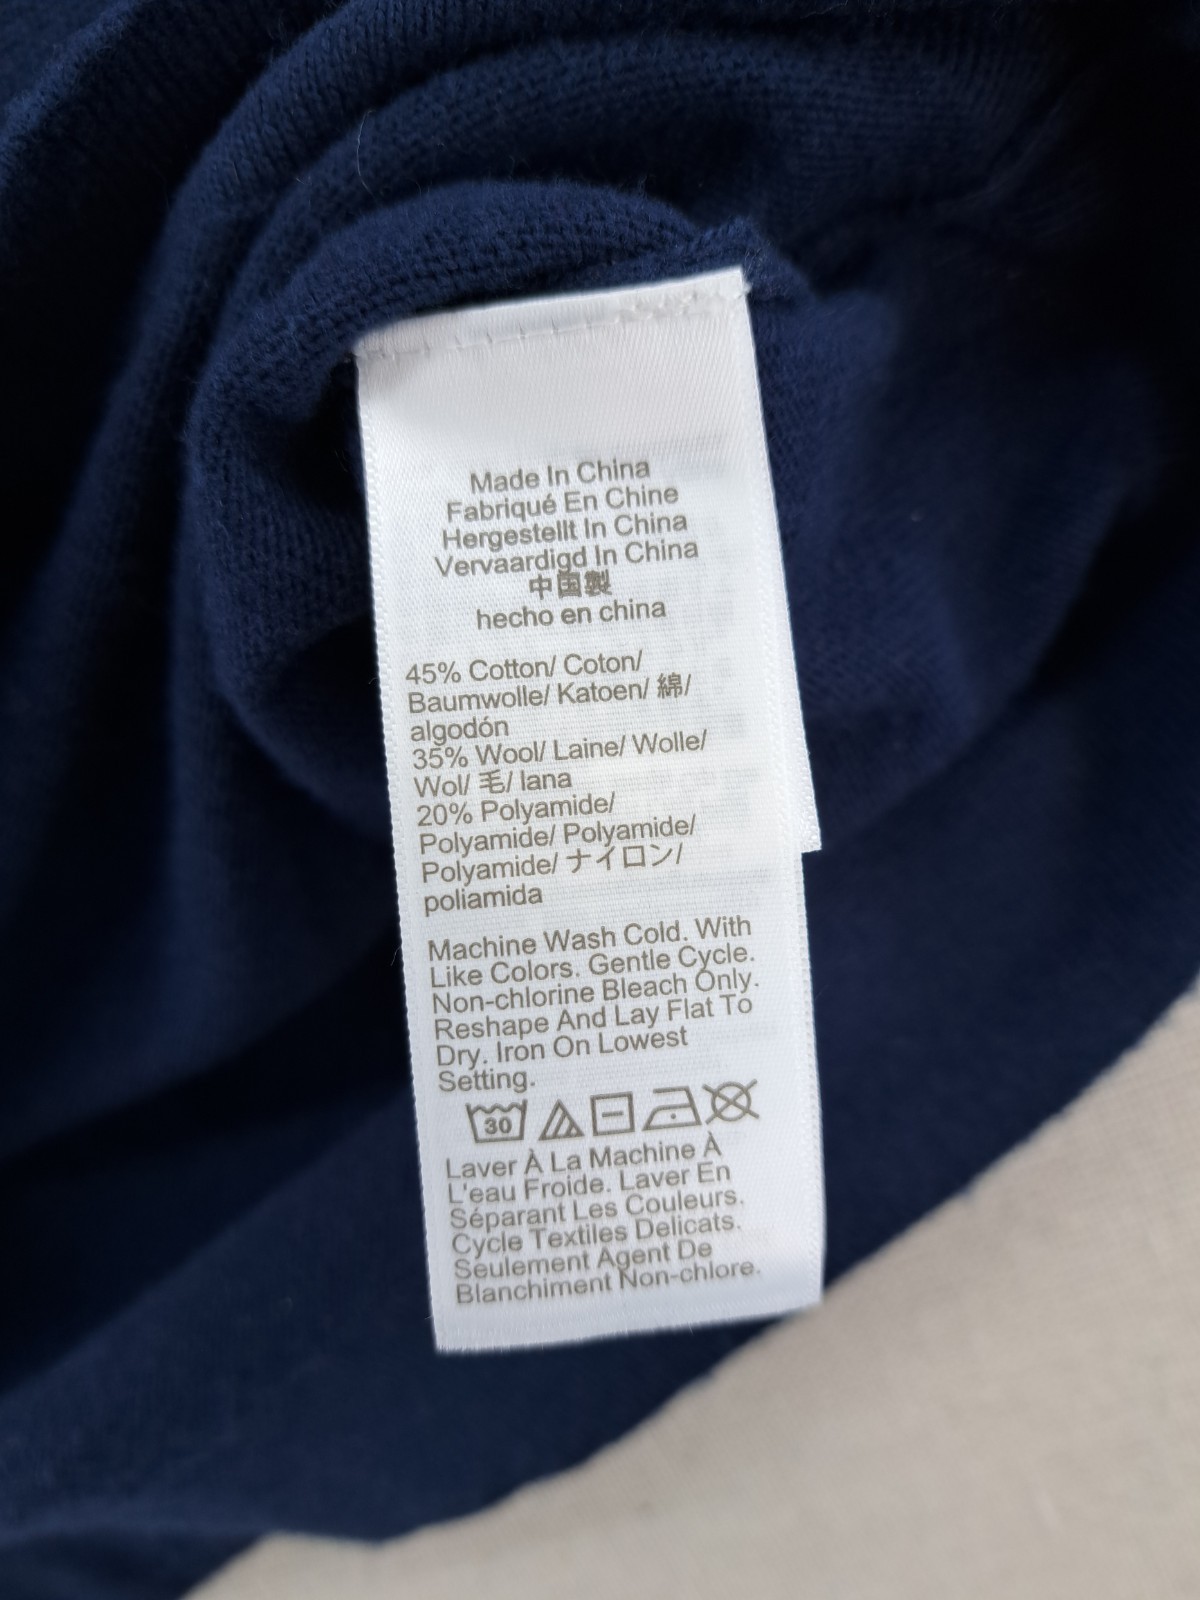 Made In China
Fabriqué En Chine
Hergestellt In China
Vervaardigd In China
中国製
hecho en china
45% Cotton/ Coton/
Baumwolle/ Katoen/ 綿/
algodón
35% Wool/ Laine/ Wolle/
Wol/ 毛/ lana
20% Polyamide/
Polyamide/ Polyamide/
Polyamide/ ナイロン/
poliamida
Machine Wash Cold. With
Like Colors. Gentle Cycle.
Non-chlorine Bleach Only.
Reshape And Lay Flat To
Dry. Iron On Lowest
Setting.
30
Laver À La Machine À
L'eau Froide. Laver En
Séparant Les Couleurs.
Cycle Textiles Delicats.
Seulement Agent De
Blanchiment Non-chlore.